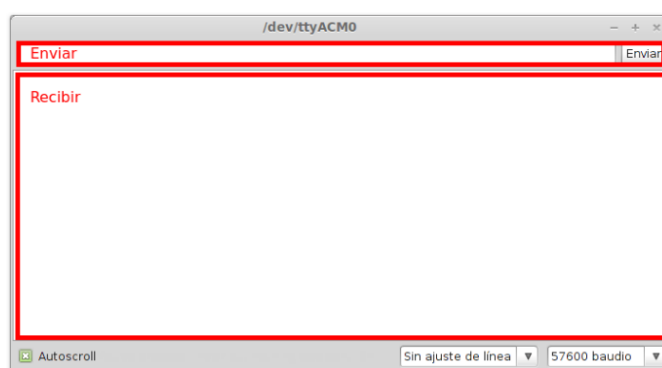 /dev/ttyACM0
Enviar Enviar
Recibir
Autoscroll Sin ajuste de línea 57600 baudio